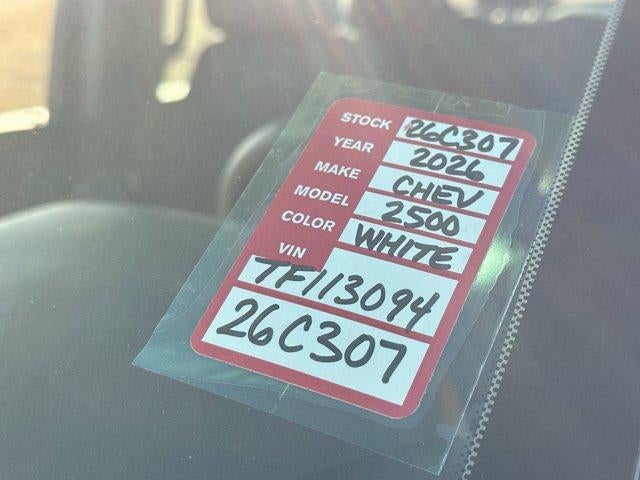 STOCK 26C307
YEAR 2026
MAKE CHEV
MODEL 2500
COLOR WHITE
VIN
TF113094
26C307